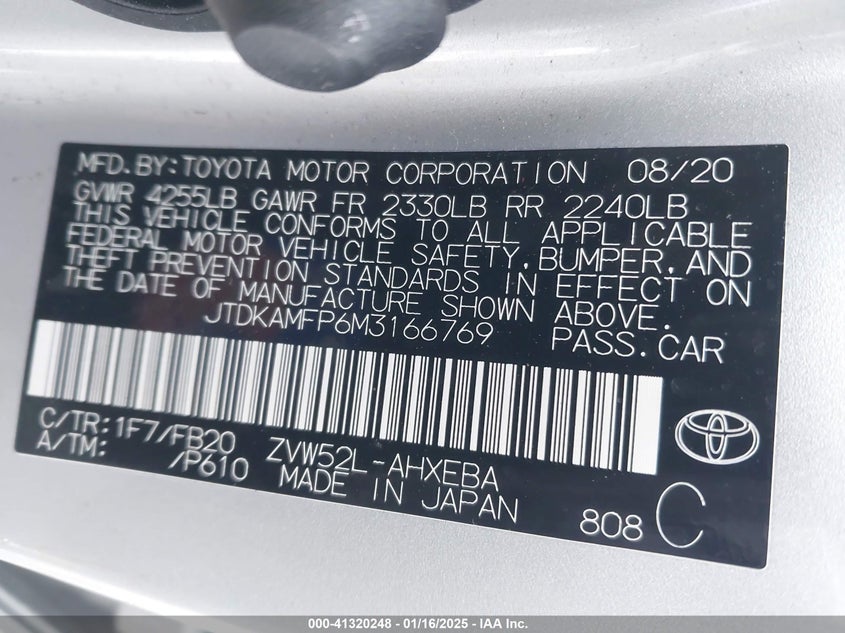 MFD.BY:TOYOTA MOTOR CORPORATION 08/20
GVWR 4255LB GAWR FR 2330LB RR 2240LB
THIS VEHICLE CONFORMS TO ALL APPLICABLE
FEDERAL MOTOR VEHICLE SAFETY,BUMPER,AND
THEFT PREVENTION STANDARDS IN EFFECT ON
THE DATE OF MANUFACTURE SHOWN ABOVE.
JTDKAMFP6M3166769 PASS.CAR
C/TR:1F7/FB20 ZVW52L-AHXEBA
A/TM: /P610 MADE IN JAPAN 808 C
000-41320248 - 01/16/2025 - IAA Inc.